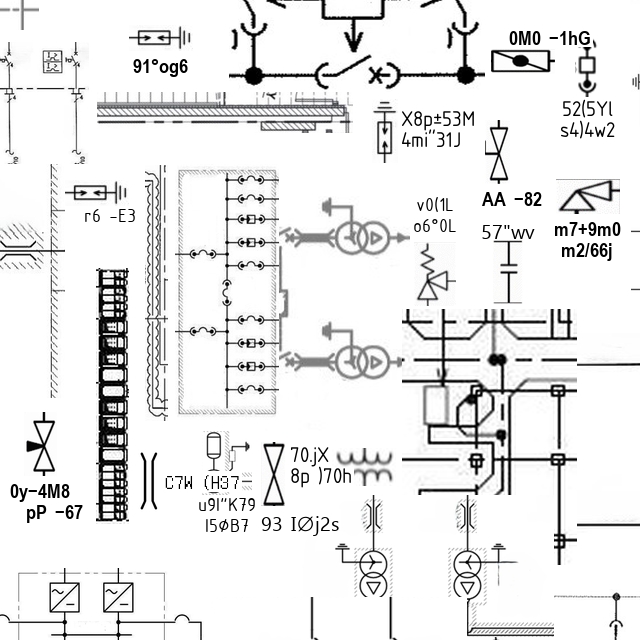 0M0 −1hG
91°og6
52(5Yl
s4)4w2
X8p±53M
4mi"31J
AA −82
v0(1L
o6°0L
r6 −E3
57"wv
m7+9m0
m2/66j
70.jX
8p )70h
C7W (H37
0y−4M8
pP −67
u9I"K79
I5ØB7
93 IØj2s